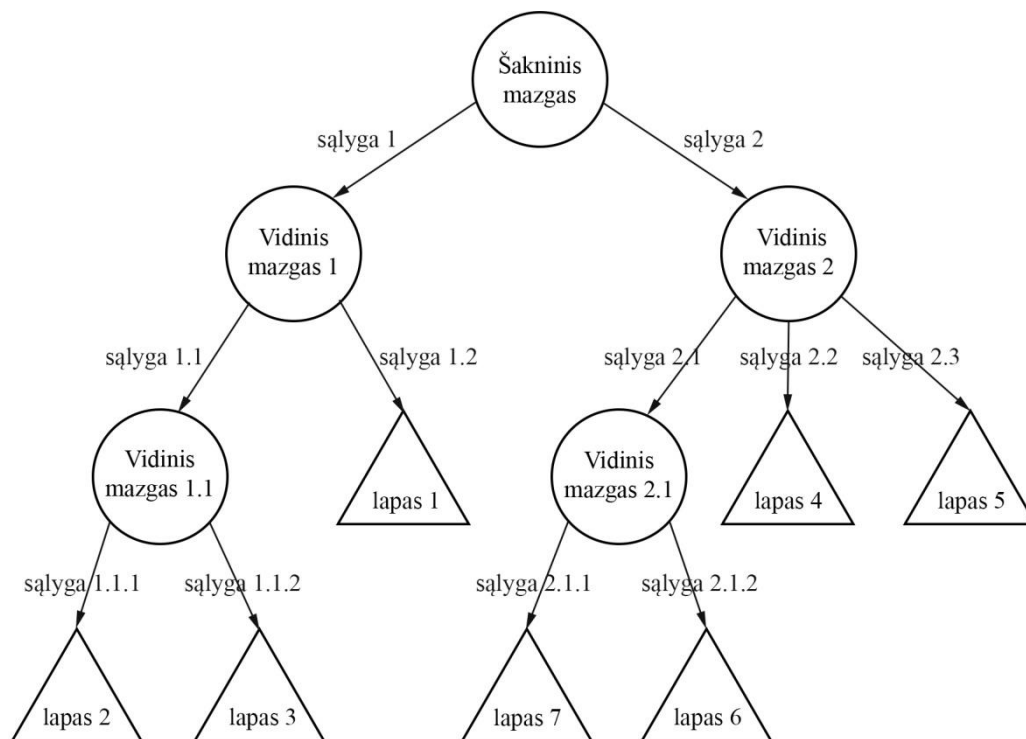 Šakninis
mazgas
sąlyga 1
sąlyga 2
Vidinis
mazgas 1
Vidinis
mazgas 2
sąlyga 1.1
sąlyga 1.2
sąlyga 2.1
sąlyga 2.2
sąlyga 2.3
Vidinis
mazgas 1.1
lapas 1
Vidinis
mazgas 2.1
lapas 4
lapas 5
sąlyga 1.1.1
sąlyga 1.1.2
sąlyga 2.1.1
sąlyga 2.1.2
lapas 2
lapas 3
lapas 7
lapas 6